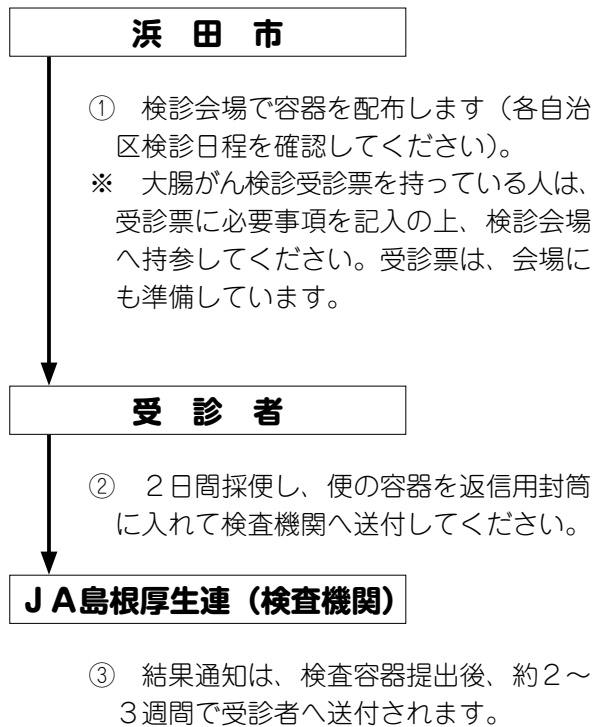 浜　田　市
①　検診会場で容器を配布します（各自治
区検診日程を確認してください）。
※　大腸がん検診受診票を持っている人は、
受診票に必要事項を記入の上、検診会場
へ持参してください。受診票は、会場に
も準備しています。
受　診　者
②　２日間採便し、便の容器を返信用封筒
に入れて検査機関へ送付してください。
ＪＡ島根厚生連（検査機関）
③　結果通知は、検査容器提出後、約２～
３週間で受診者へ送付されます。